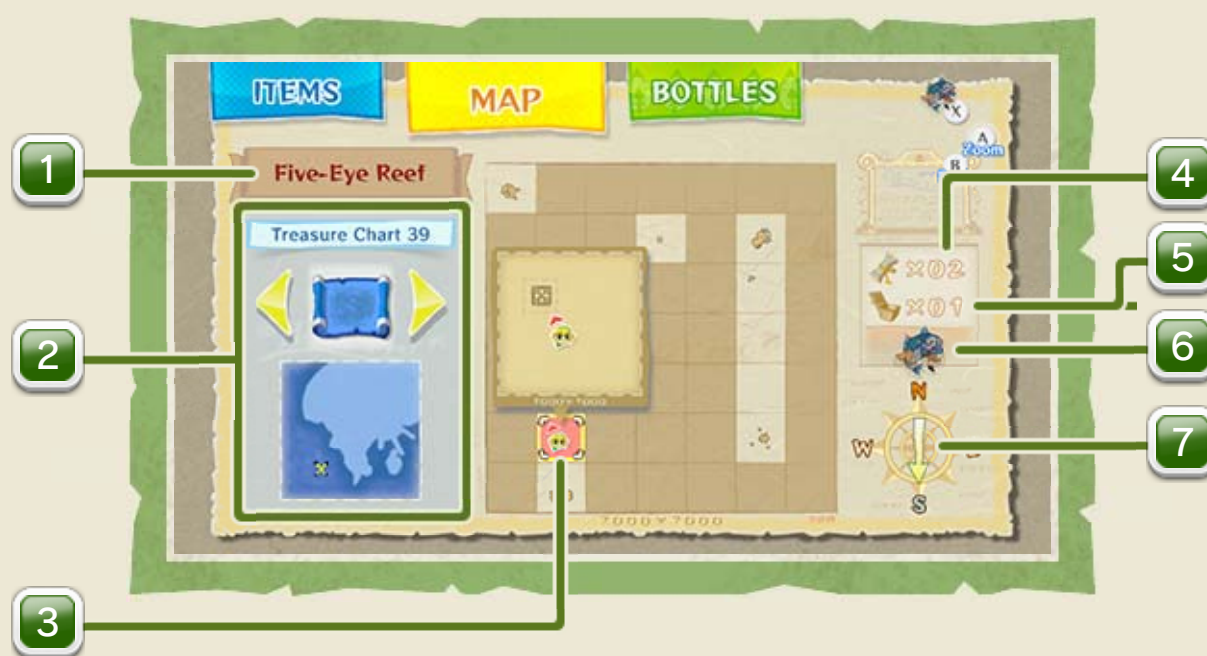 ITEMS
MAP
BOTTLES
X
A
Zoom
R
Five-Eye Reef
Treasure Chart 39
×02
×01
N
W
S
7000×7000
1
2
3
4
5
6
7